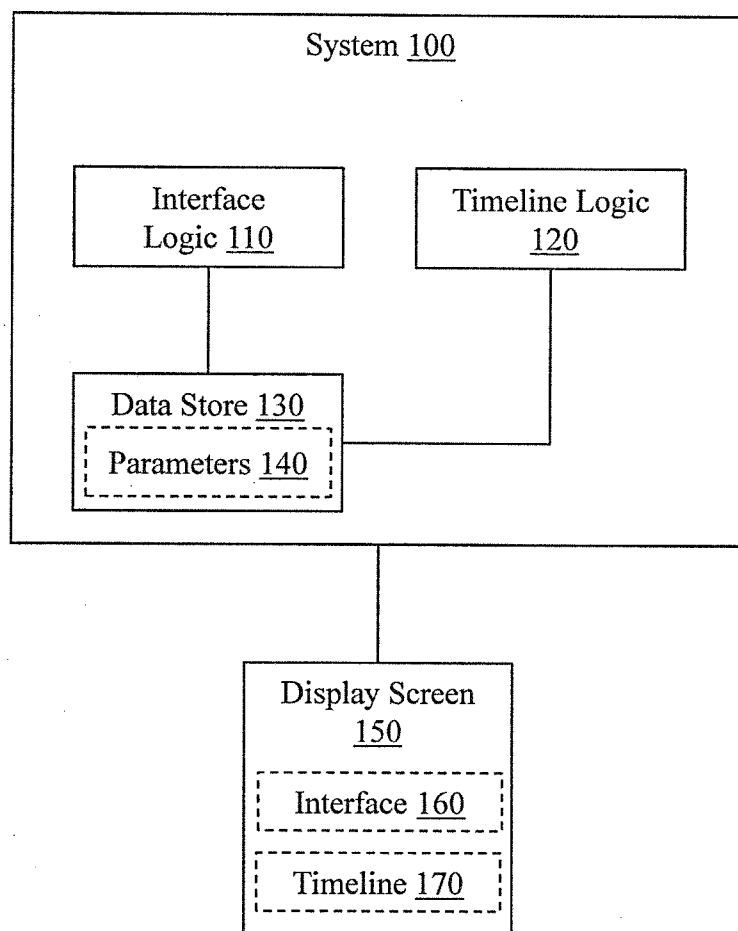 System 100
Interface
Logic 110
Timeline Logic
120
Data Store 130
Parameters 140
Display Screen
150
Interface 160
Timeline 170